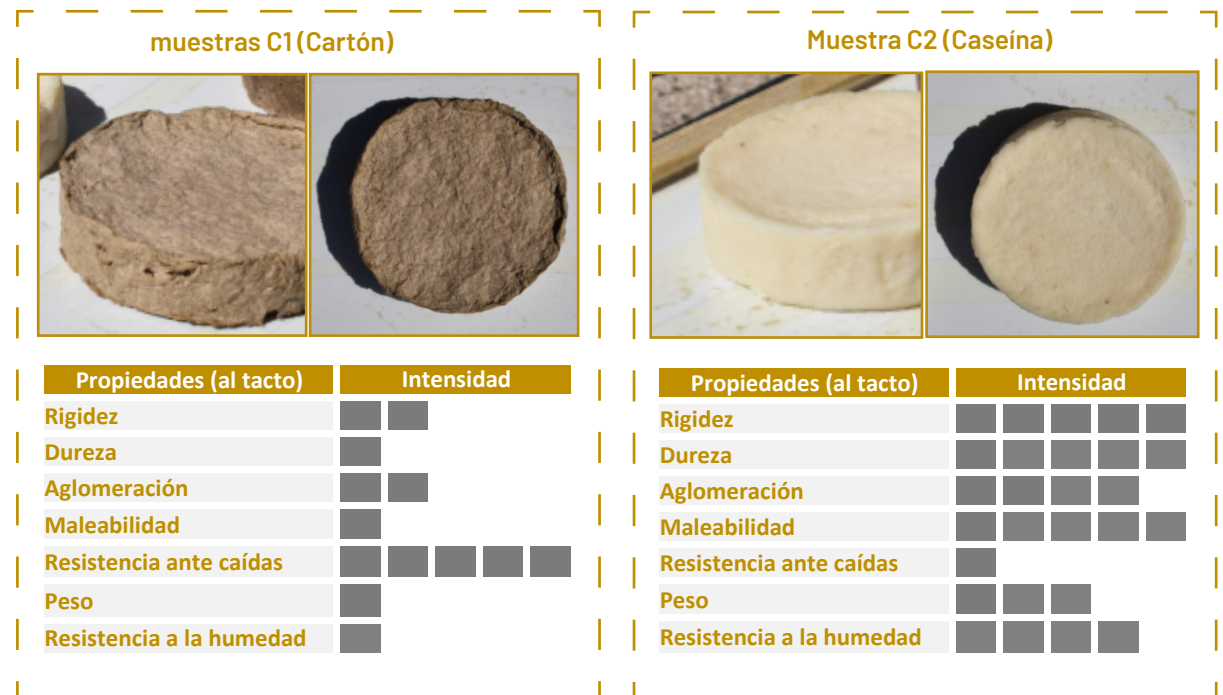 muestras C1 (Cartón)
Propiedades (al tacto) Intensidad
Rigidez
Dureza
Aglomeración
Maleabilidad
Resistencia ante caídas
Peso
Resistencia a la humedad
Muestra C2 (Caseína)
Propiedades (al tacto) Intensidad
Rigidez
Dureza
Aglomeración
Maleabilidad
Resistencia ante caídas
Peso
Resistencia a la humedad